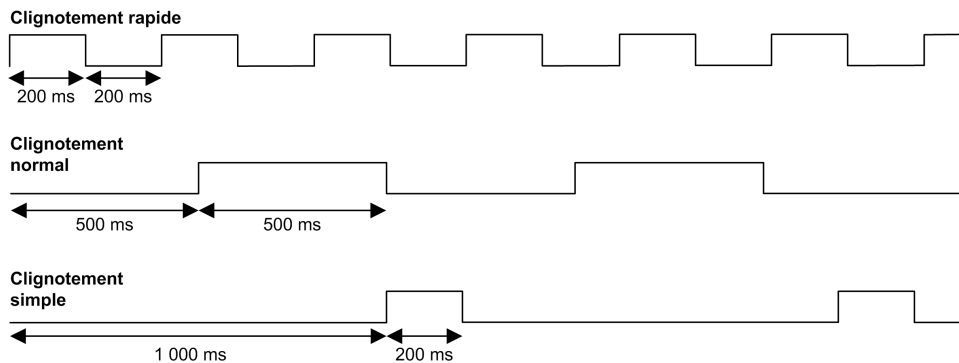 Clignotement rapide
200 ms 200 ms
Clignotement
normal
500 ms 500 ms
Clignotement
simple
1 000 ms 200 ms